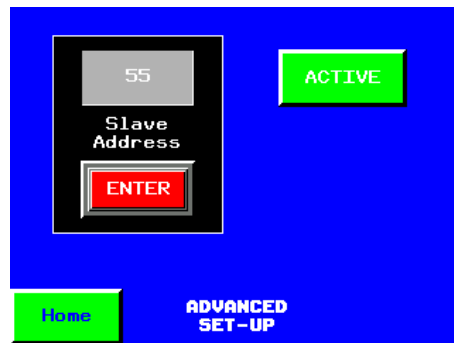 55
ACTIVE
Slave
Address
ENTER
Home
ADVANCED
SET-UP